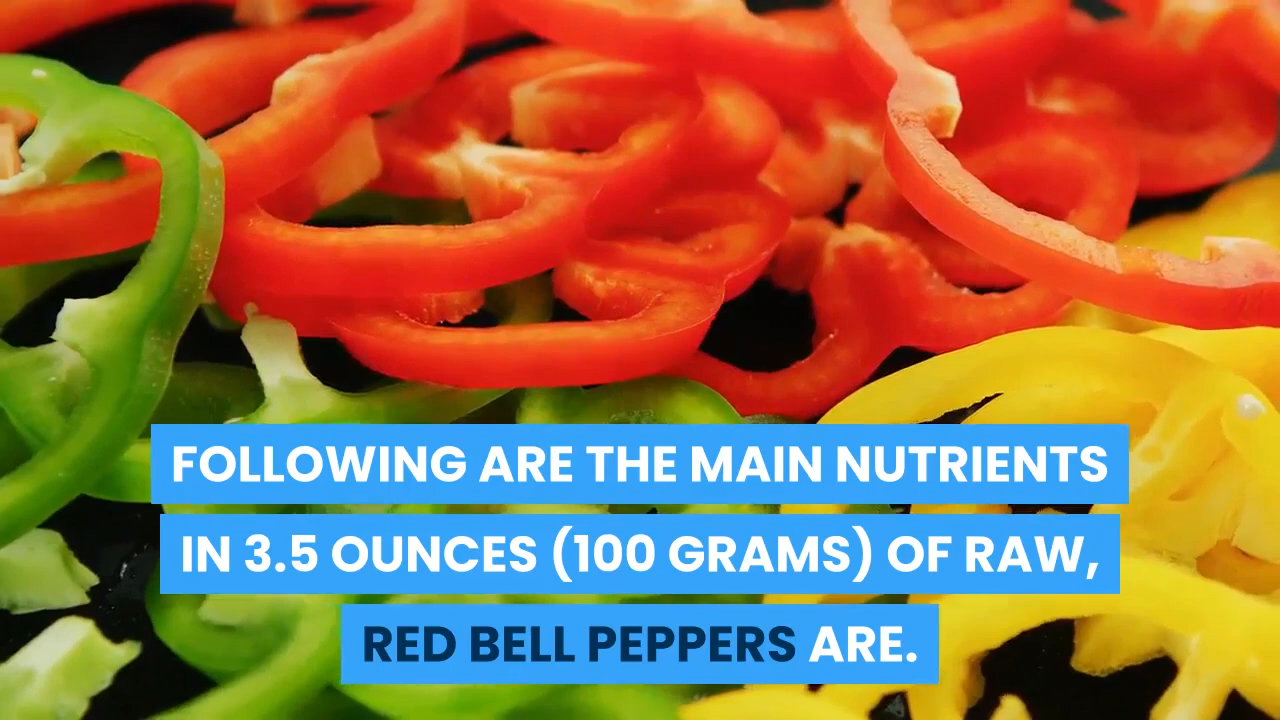 FOLLOWING ARE THE MAIN NUTRIENTS
IN 3.5 OUNCES (100 GRAMS) OF RAW,
RED BELL PEPPERS ARE.